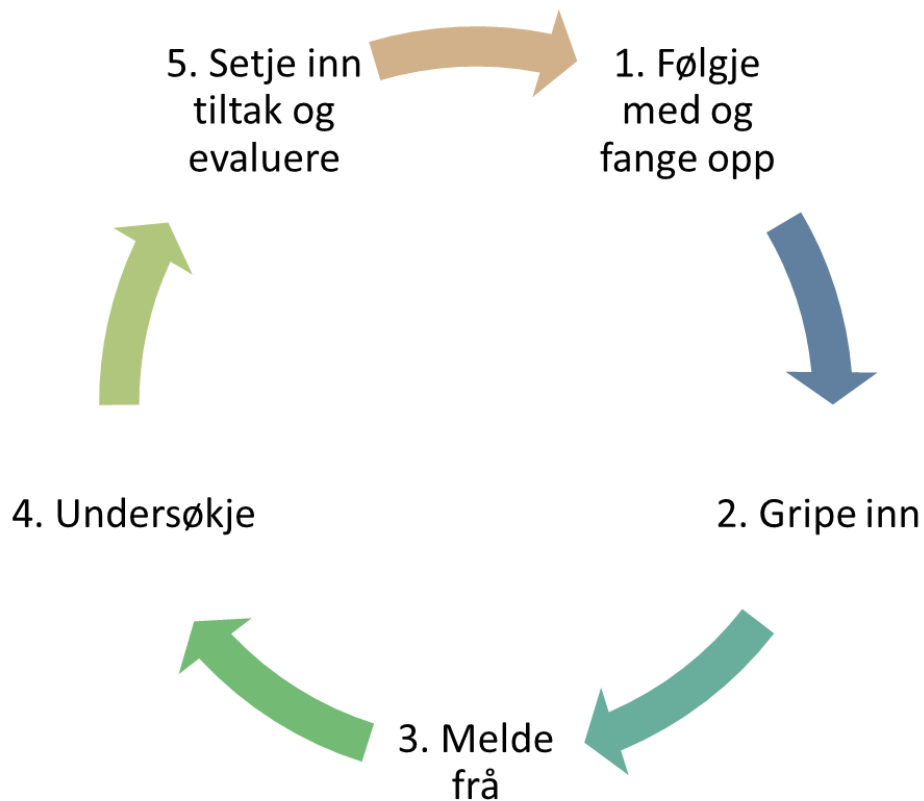 1. Følgje
med og
fange opp
2. Gripe inn
3. Melde
frå
4. Undersøkje
5. Setje inn
tiltak og
evaluere